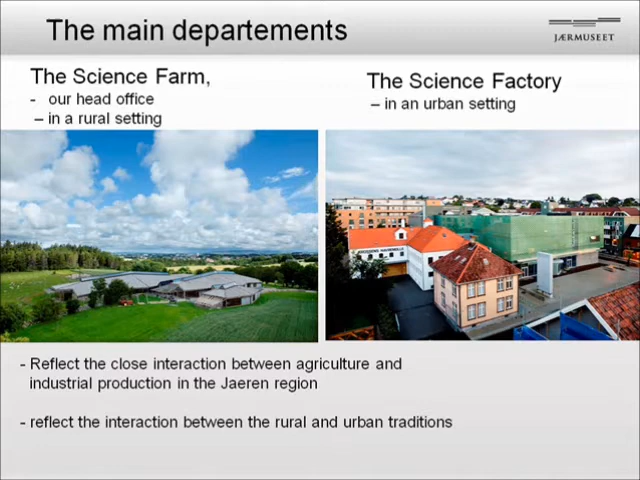 The main departements
JÆRMUSEET
The Science Farm,
- our head office
– in a rural setting
The Science Factory
– in an urban setting
- Reflect the close interaction between agriculture and
industrial production in the Jaeren region
- reflect the interaction between the rural and urban traditions